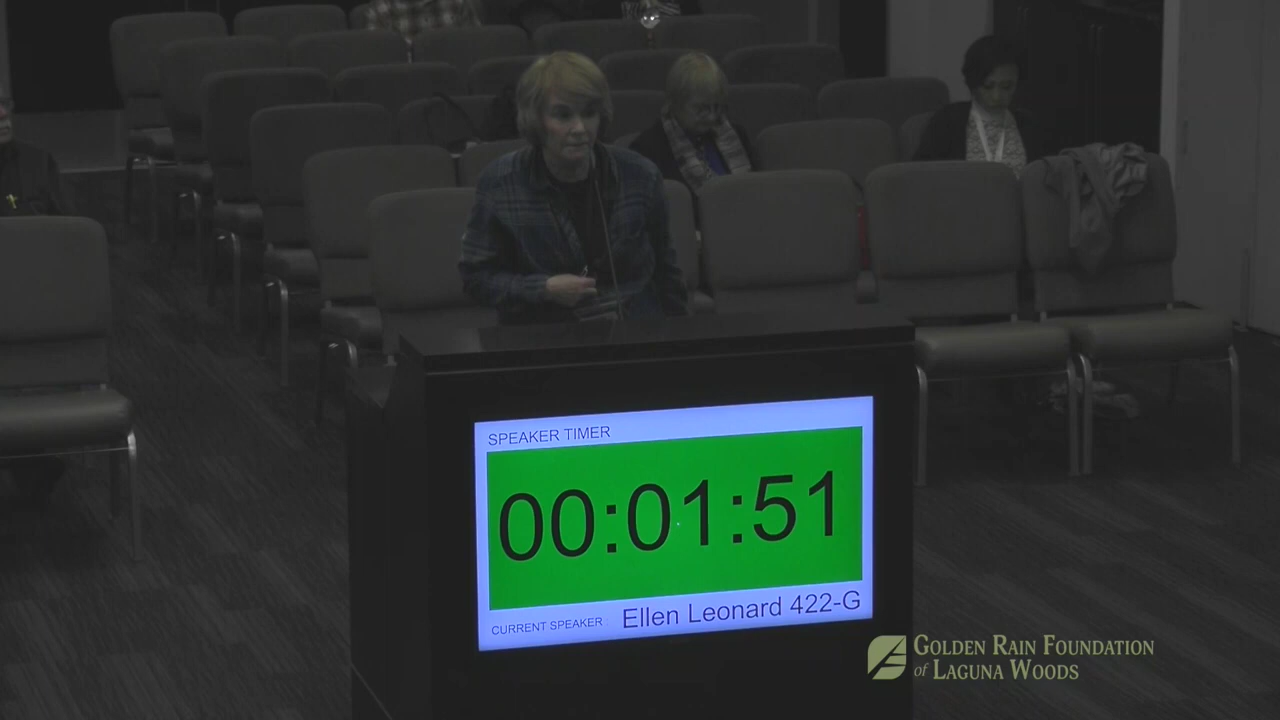 SPEAKER TIMER
00:01:51
CURRENT SPEAKER : Ellen Leonard 422-G
GOLDEN RAIN FOUNDATION
of LAGUNA WOODS